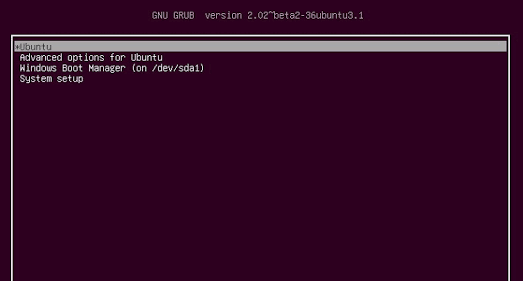 GNU GRUB version 2.02~beta2-36ubuntu3.1
*Ubuntu
Advanced options for Ubuntu
Windows Boot Manager (on /dev/sda1)
System setup